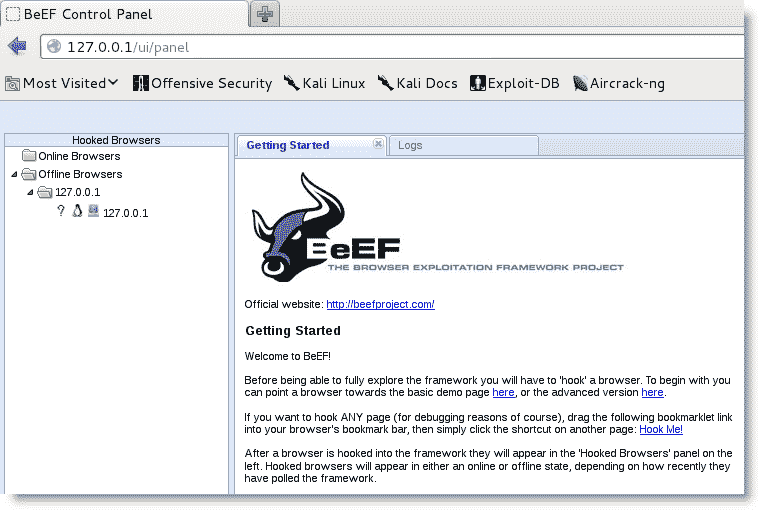 BeEF Control Panel
127.0.0.1/ui/panel
Most Visited
Offensive Security
Kali Linux
Kali Docs
Exploit-DB
Aircrack-ng
Hooked Browsers
Online Browsers
Offline Browsers
127.0.0.1
? 127.0.0.1
Getting Started
Logs
BeEF
THE BROWSER EXPLOITATION FRAMEWORK PROJECT
Official website: http://beefproject.com/
Getting Started
Welcome to BeEF!
Before being able to fully explore the framework you will have to 'hook' a browser. To begin with you
can point a browser towards the basic demo page here, or the advanced version here.
If you want to hook ANY page (for debugging reasons of course), drag the following bookmarklet link
into your browser's bookmark bar, then simply click the shortcut on another page: Hook Me!
After a browser is hooked into the framework they will appear in the 'Hooked Browsers' panel on the
left. Hooked browsers will appear in either an online or offline state, depending on how recently they
have polled the framework.